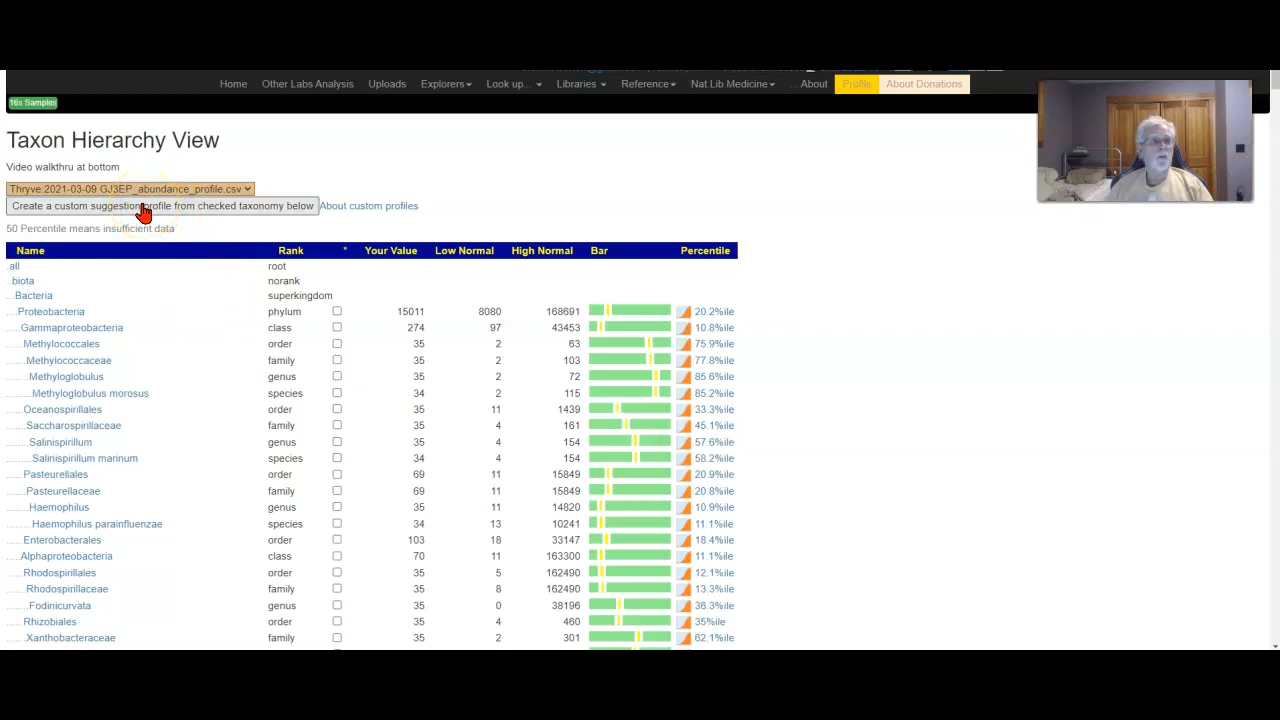 Home Other Labs Analysis Uploads Explorers Look up... Libraries Reference Nat.Lib.Medicine ... About Profile About Donations
16s Samples
Taxon Hierarchy View
Video walkthru at bottom
Thryve:2021-03-09 GJ3EP_abundance_profile.csv
Create a custom suggestion profile from checked taxonomy below About custom profiles
50 Percentile means insufficient data
Name Rank * Your Value Low Normal High Normal Bar Percentile
.all root
..biota norank
...Bacteria superkingdom
....Proteobacteria phylum 15011 8080 168691 20.2%ile
.....Gammaproteobacteria class 274 97 43453 10.8%ile
......Methylococcales order 35 2 63 75.9%ile
.......Methylococcaceae family 35 2 103 77.8%ile
........Methyloglobulus genus 35 2 72 85.6%ile
.........Methyloglobulus morosus species 34 2 115 85.2%ile
......Oceanospirillales order 35 11 1439 33.3%ile
.......Saccharospirillaceae family 35 4 161 45.1%ile
........Salinispirillum genus 35 4 154 57.6%ile
.........Salinispirillum marinum species 34 4 154 58.2%ile
......Pasteurellales order 69 11 15849 20.9%ile
.......Pasteurellaceae family 69 11 15849 20.8%ile
........Haemophilus genus 35 11 14820 10.9%ile
.........Haemophilus parainfluenzae species 34 13 10241 11.1%ile
......Enterobacterales order 103 18 33147 18.4%ile
.....Alphaproteobacteria class 70 11 163300 11.1%ile
......Rhodospirillales order 35 5 162490 12.1%ile
.......Rhodospirillaceae family 35 8 162490 13.3%ile
........Fodinicurvata genus 35 0 38196 36.3%ile
......Rhizobiales order 35 4 460 35%ile
.......Xanthobacteraceae family 35 2 301 62.1%ile